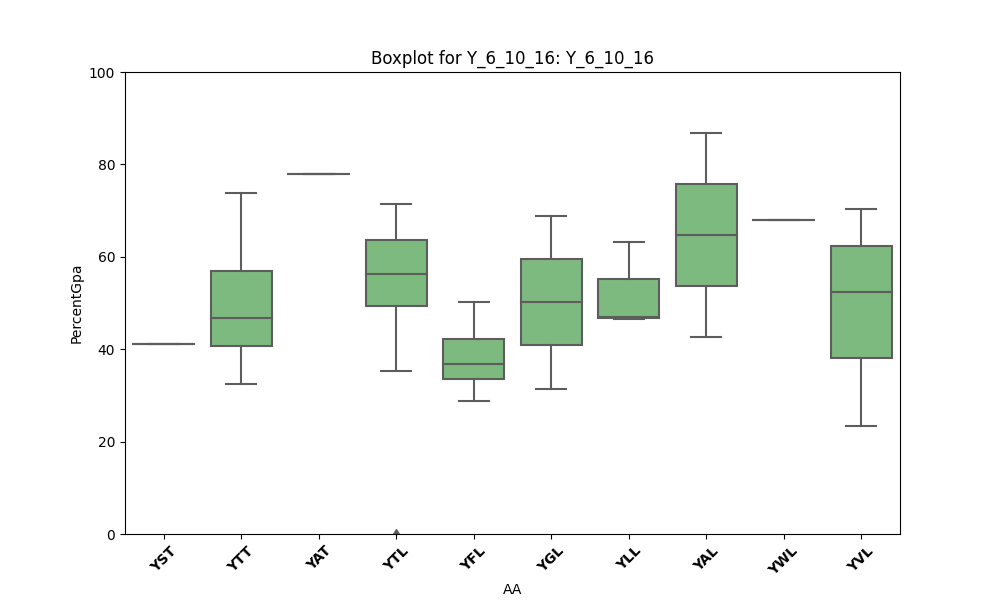 Boxplot for Y_6_10_16: Y_6_10_16
100
80
60
40
20
0
PercentGpa
YST YTT YAT YTL YFL YGL YLL YAL YWL YVL
AA